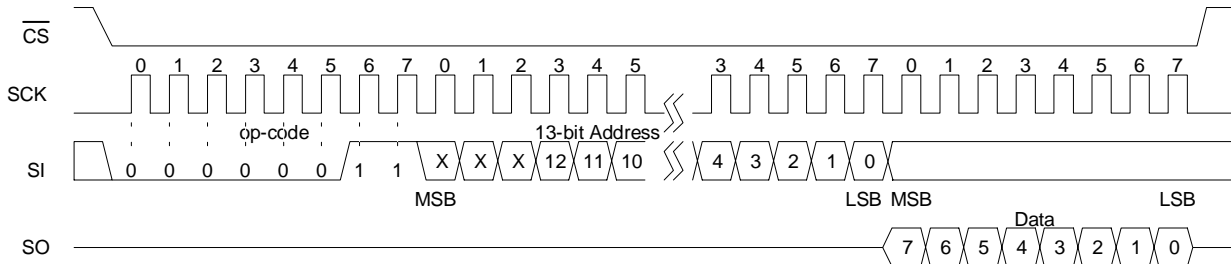 CS
0 1 2 3 4 5 6 7 0 1 2 3 4 5 3 4 5 6 7 0 1 2 3 4 5 6 7
SCK
op-code 13-bit Address
SI 0 0 0 0 0 0 1 1 X X X 12 11 10 4 3 2 1 0
MSB LSB MSB LSB
Data
SO 7 6 5 4 3 2 1 0